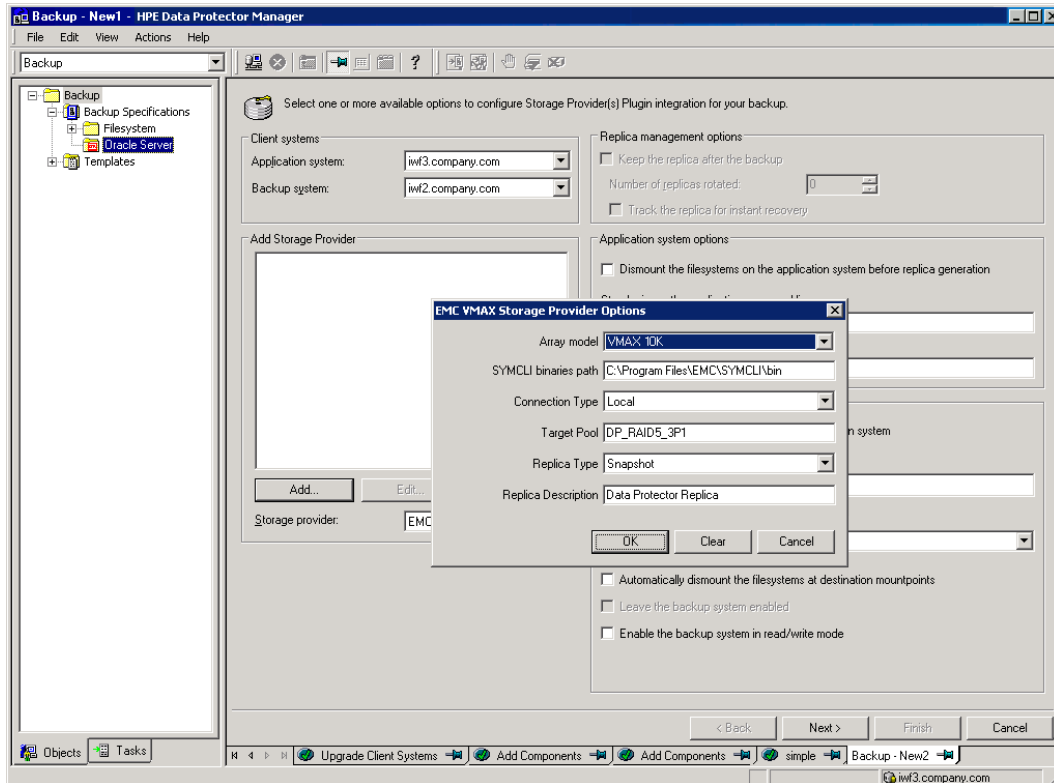 Backup - New1 - HPE Data Protector Manager
File Edit View Actions Help
Backup
Backup
Backup Specifications
Filesystem
Oracle Server
Templates
Select one or more available options to configure Storage Provider(s) Plugin integration for your backup.
Client systems
Application system: iwf3.company.com
Backup system: iwf2.company.com
Replica management options
Keep the replica after the backup
Number of replicas rotated: 0
Track the replica for instant recovery
Add Storage Provider
Application system options
Dismount the filesystems on the application system before replica generation
EMC VMAX Storage Provider Options
Array model VMAX 10K
SYMCLI binaries path C:\Program Files\EMC\SYMCLI\bin
Connection Type Local
Target Pool DP_RAID5_3P1
n system
Replica Type Snapshot
Replica Description Data Protector Replica
OK Clear Cancel
Add... Edit...
Storage provider: EMC
Automatically dismount the filesystems at destination mountpoints
Leave the backup system enabled
Enable the backup system in read/write mode
< Back Next > Finish Cancel
Objects Tasks
Upgrade Client Systems Add Components Add Components simple Backup - New2
iwf3.company.com